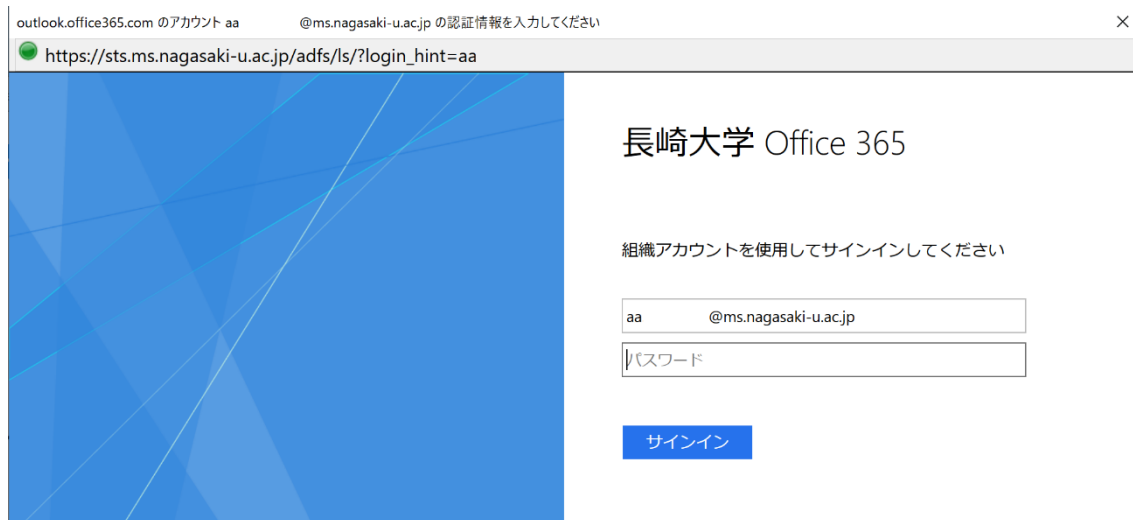 outlook.office365.com のアカウント aa @ms.nagasaki-u.ac.jp の認証情報を入力してください
https://sts.ms.nagasaki-u.ac.jp/adfs/ls/?login_hint=aa
長崎大学 Office 365
組織アカウントを使用してサインインしてください
aa @ms.nagasaki-u.ac.jp
パスワード
サインイン